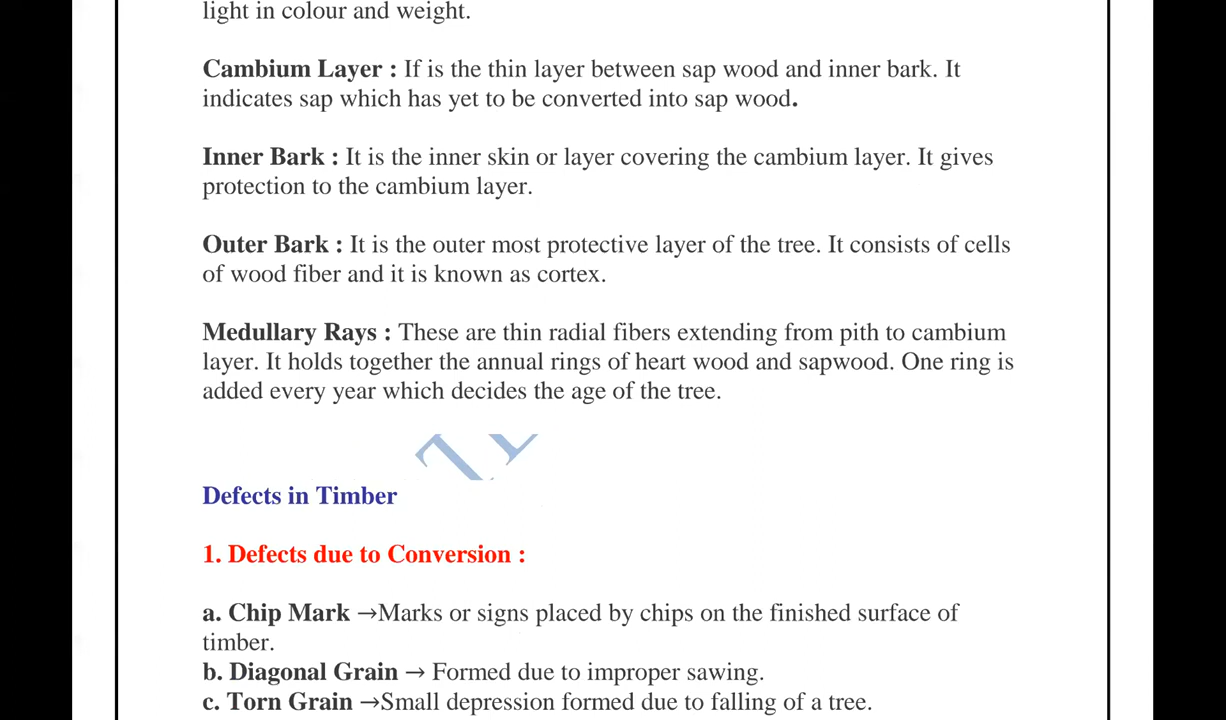 light in colour and weight.
Cambium Layer : If is the thin layer between sap wood and inner bark. It
indicates sap which has yet to be converted into sap wood.
Inner Bark : It is the inner skin or layer covering the cambium layer. It gives
protection to the cambium layer.
Outer Bark : It is the outer most protective layer of the tree. It consists of cells
of wood fiber and it is known as cortex.
Medullary Rays : These are thin radial fibers extending from pith to cambium
layer. It holds together the annual rings of heart wood and sapwood. One ring is
added every year which decides the age of the tree.
Defects in Timber
1. Defects due to Conversion :
a. Chip Mark →Marks or signs placed by chips on the finished surface of
timber.
b. Diagonal Grain → Formed due to improper sawing.
c. Torn Grain →Small depression formed due to falling of a tree.